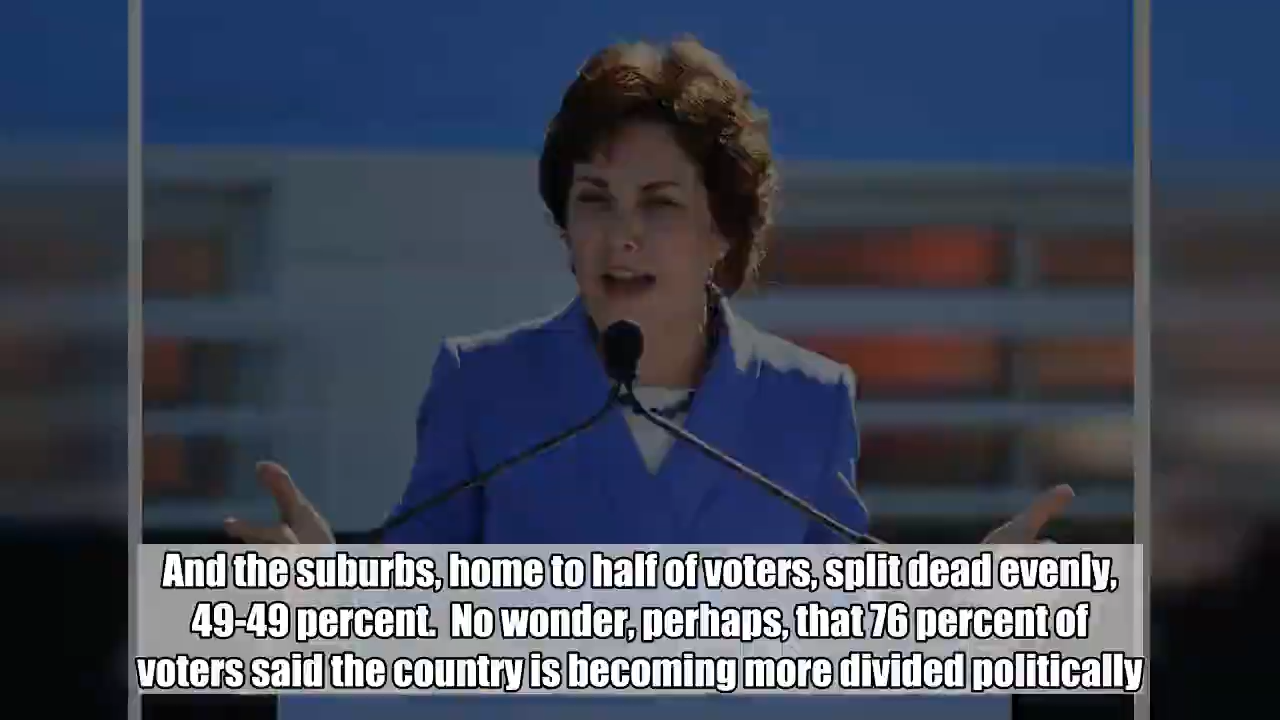 And the suburbs, home to half of voters, split dead evenly,
49-49 percent.  No wonder, perhaps, that 76 percent of
voters said the country is becoming more divided politically